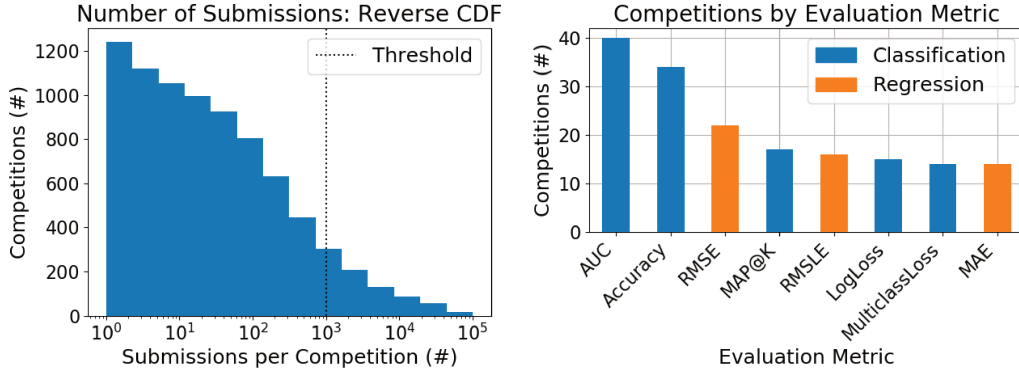 Number of Submissions: Reverse CDF
Threshold
Competitions (#)
1200
1000
800
600
400
200
0
10^0 10^1 10^2 10^3 10^4 10^5
Submissions per Competition (#)
Competitions by Evaluation Metric
Classification
Regression
Competitions (#)
40
30
20
10
0
AUC
Accuracy
RMSE
MAP@K
RMSLE
LogLoss
MulticlassLoss
MAE
Evaluation Metric